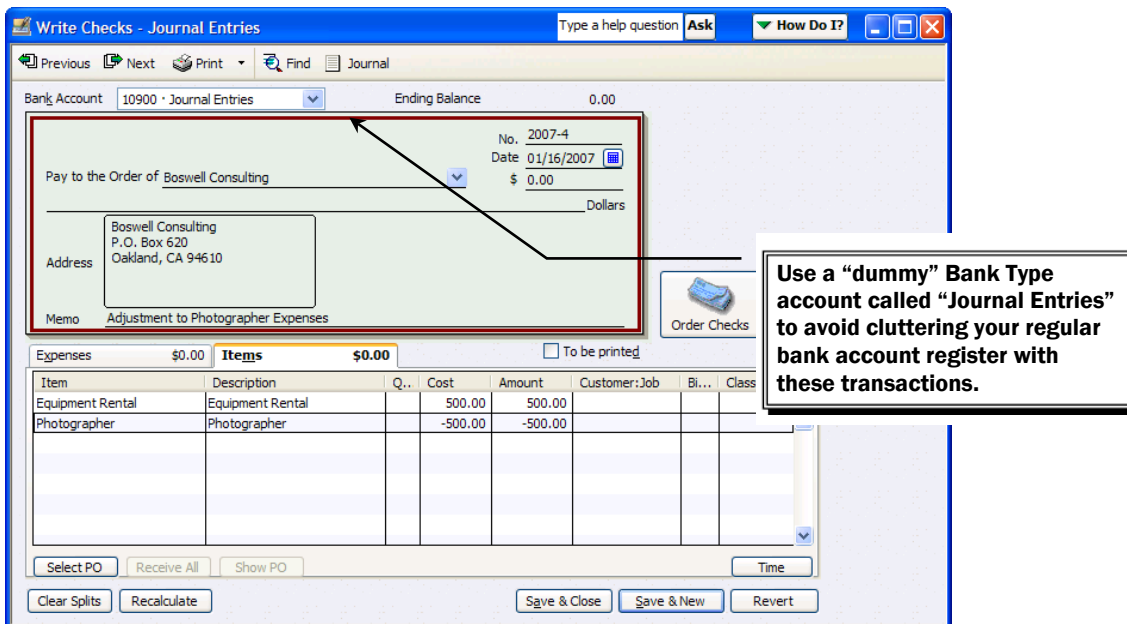 Write Checks - Journal Entries
Type a help question Ask
How Do I?
Previous Next Print Find Journal
Bank Account 10900 · Journal Entries Ending Balance 0.00
No. 2007-4
Date 01/16/2007
Pay to the Order of Boswell Consulting $ 0.00
Dollars
Boswell Consulting
P.O. Box 620
Oakland, CA 94610
Address
Memo Adjustment to Photographer Expenses
Order Checks
Use a “dummy” Bank Type
account called “Journal Entries”
to avoid cluttering your regular
bank account register with
these transactions.
Expenses $0.00 Items $0.00 To be printed
Item Description Q.. Cost Amount Customer:Job Bi... Class
Equipment Rental Equipment Rental 500.00 500.00
Photographer Photographer -500.00 -500.00
Select PO Receive All Show PO Time
Clear Splits Recalculate Save & Close Save & New Revert